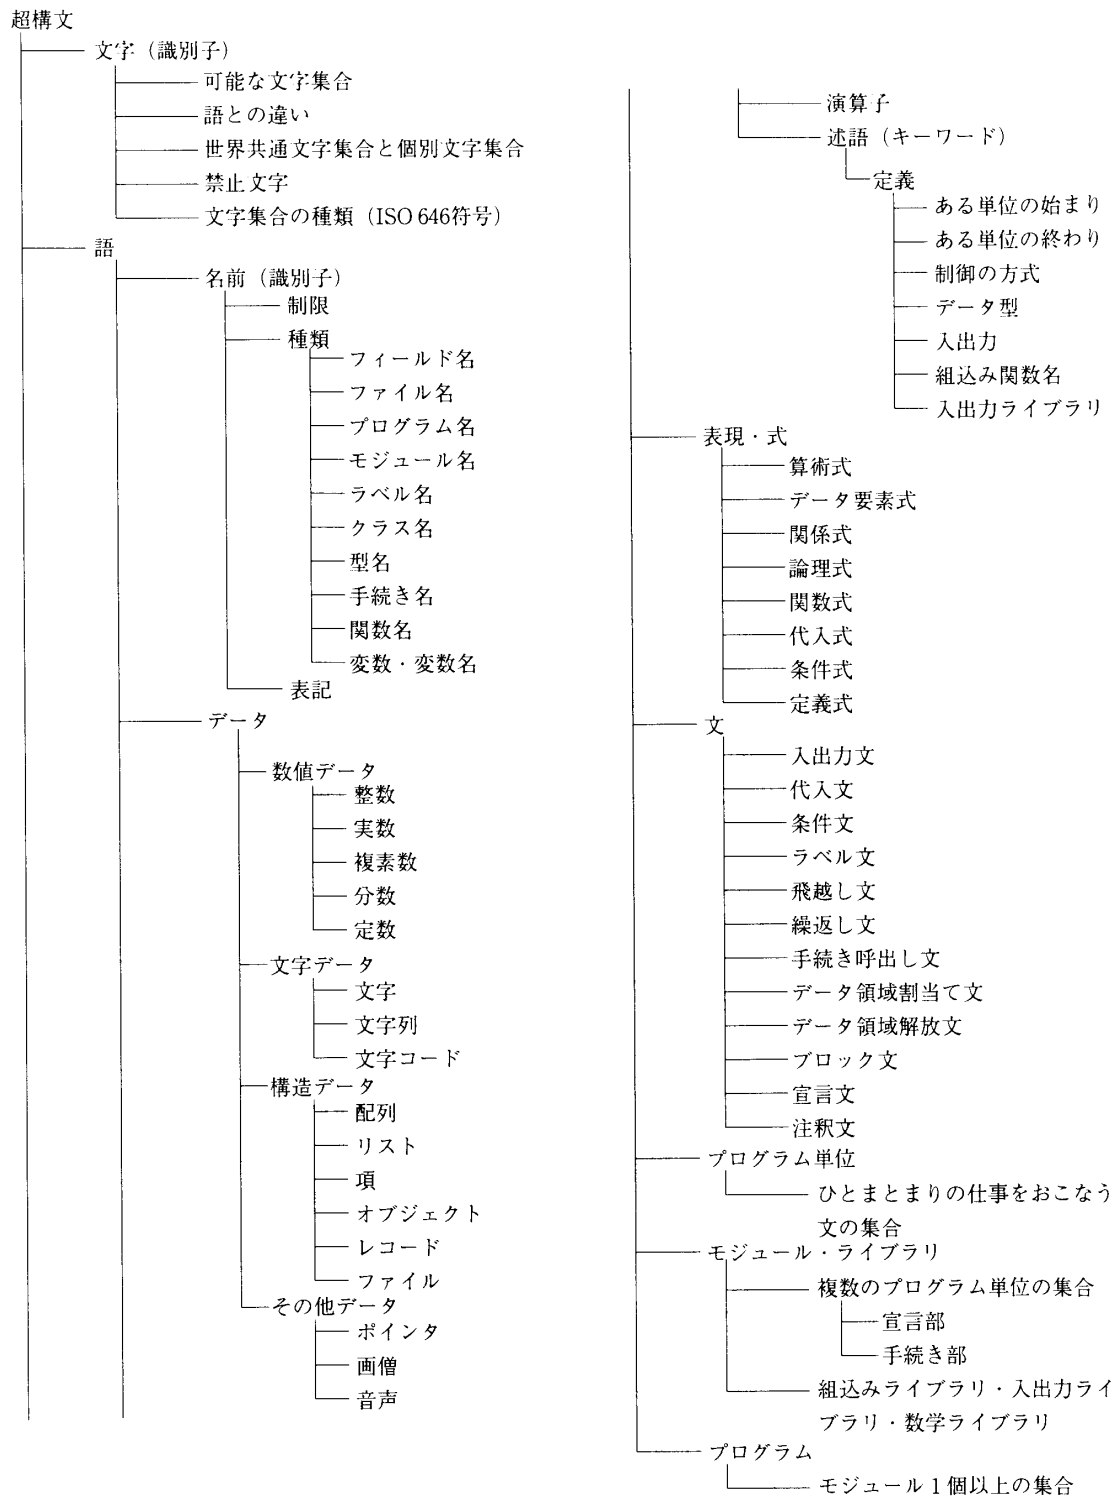 超構文
文字（識別子）
可能な文字集合
語との違い
世界共通文字集合と個別文字集合
禁止文字
文字集合の種類（ISO 646符号）
語
名前（識別子）
制限
種類
フィールド名
ファイル名
プログラム名
モジュール名
ラベル名
クラス名
型名
手続き名
関数名
変数・変数名
表記
データ
数値データ
整数
実数
複素数
分数
定数
文字データ
文字
文字列
文字コード
構造データ
配列
リスト
項
オブジェクト
レコード
ファイル
その他データ
ポインタ
画僧
音声
演算子
述語（キーワード）
定義
ある単位の始まり
ある単位の終わり
制御の方式
データ型
入出力
組込み関数名
入出力ライブラリ
表現・式
算術式
データ要素式
関係式
論理式
関数式
代入式
条件式
定義式
文
入出力文
代入文
条件文
ラベル文
飛越し文
繰返し文
手続き呼出し文
データ領域割当て文
データ領域解放文
ブロック文
宣言文
注釈文
プログラム単位
ひとまとまりの仕事をおこなう
文の集合
モジュール・ライブラリ
複数のプログラム単位の集合
宣言部
手続き部
組込みライブラリ・入出力ライ
ブラリ・数学ライブラリ
プログラム
モジュール1個以上の集合